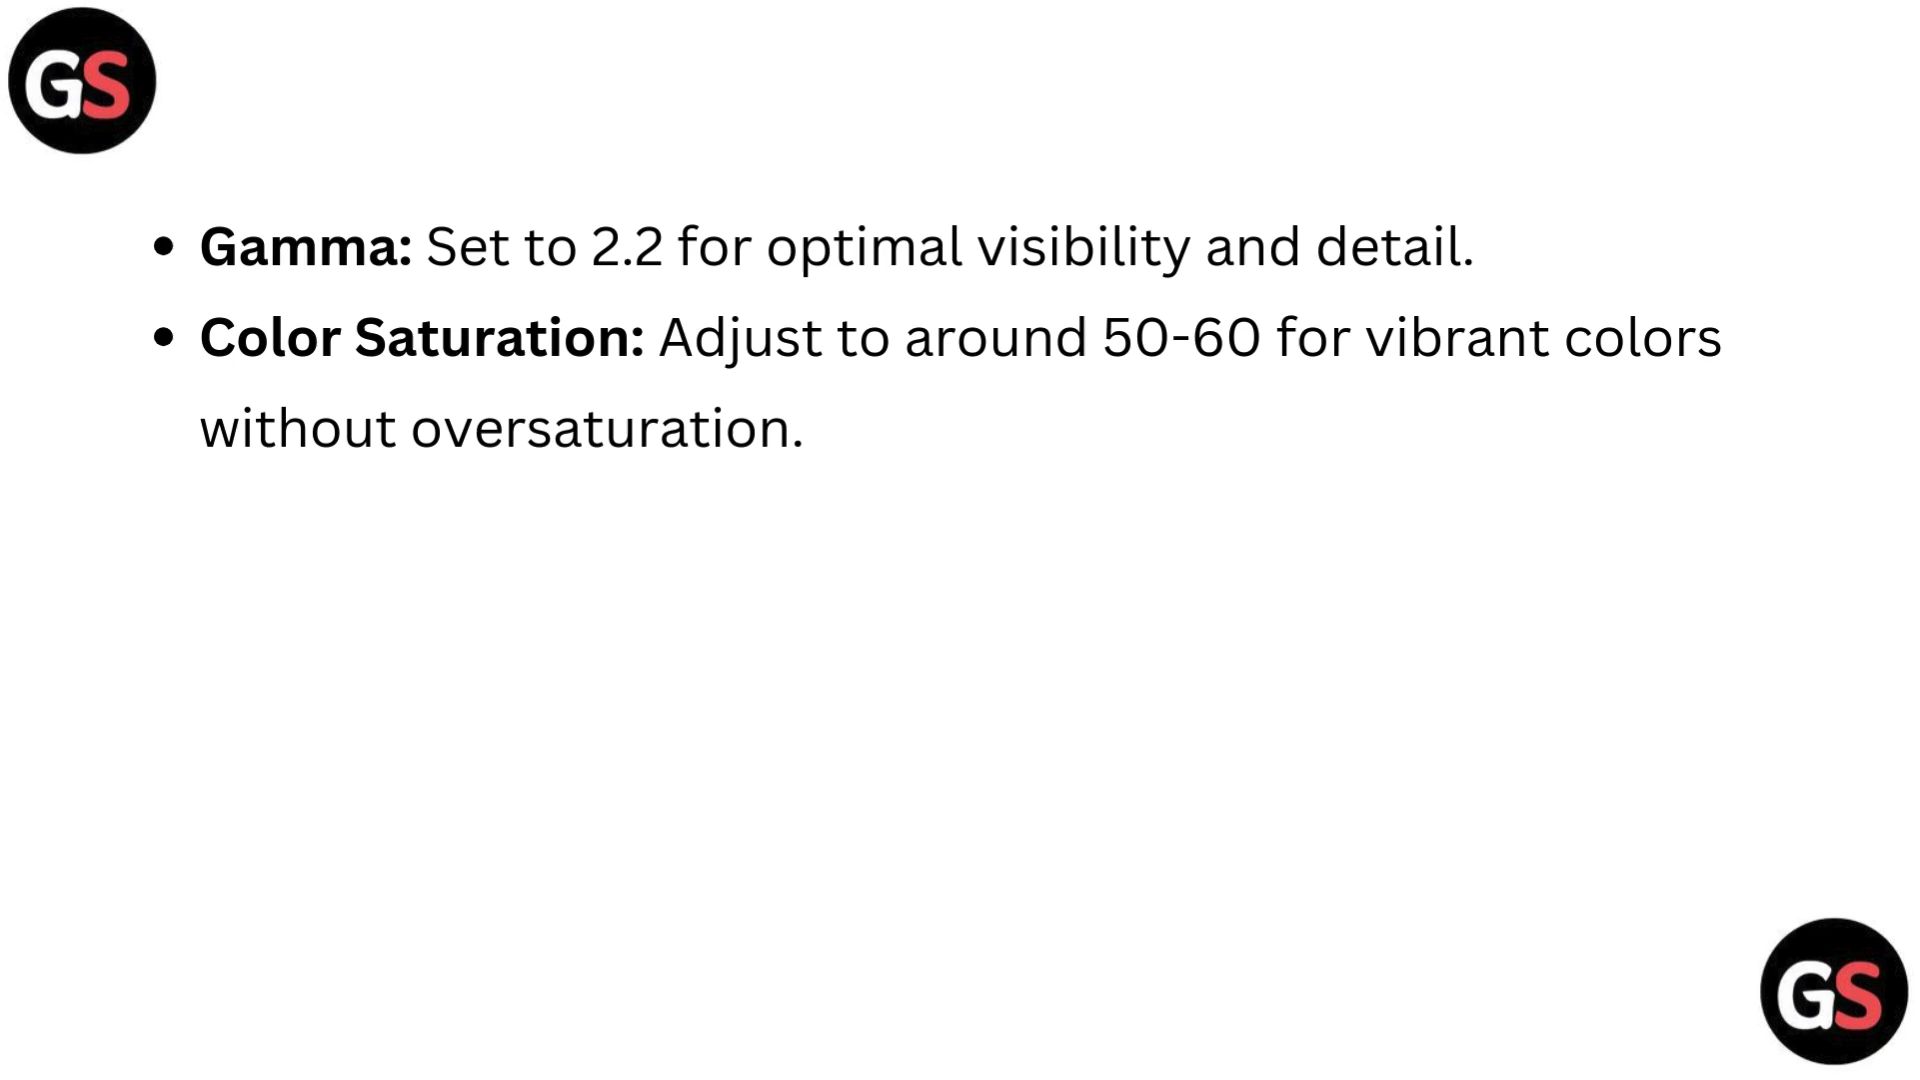 GS
• Gamma: Set to 2.2 for optimal visibility and detail.
• Color Saturation: Adjust to around 50-60 for vibrant colors
without oversaturation.
GS